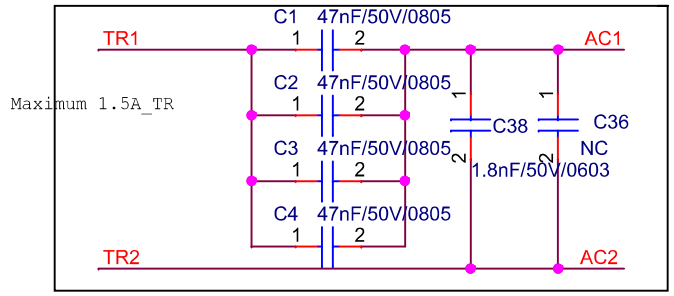 C1 47nF/50V/0805
TR1 1 2 AC1
C2 47nF/50V/0805
Maximum 1.5A_TR 1 2 1 1
C38 C36
C3 47nF/50V/0805 NC
1 2 2 2
1.8nF/50V/0603
C4 47nF/50V/0805
1 2
TR2 AC2